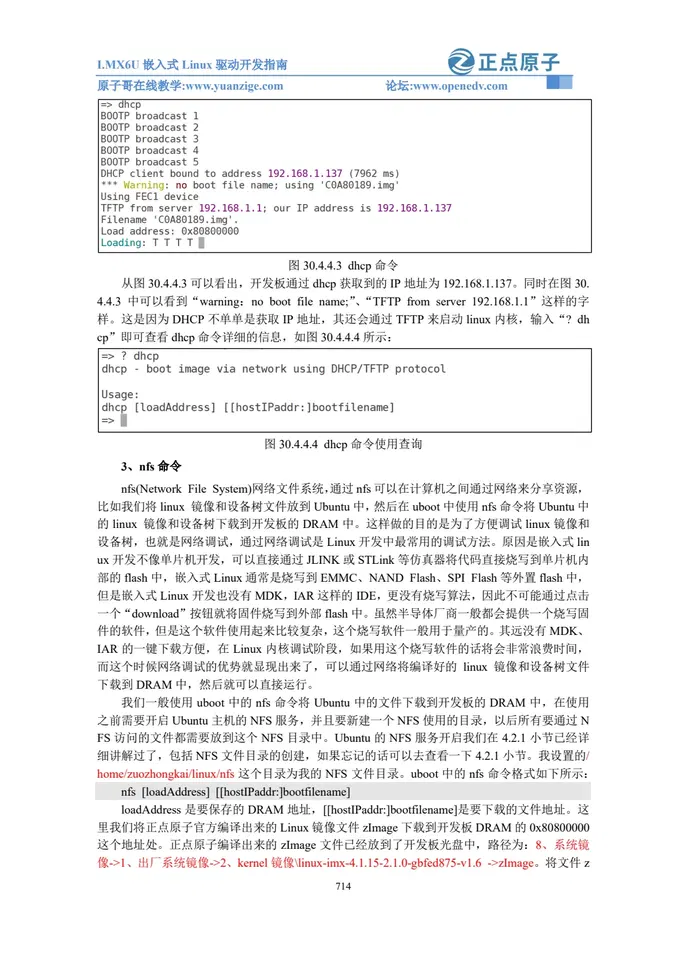 I.MX6U 嵌入式 Linux 驱动开发指南
正点原子
原子哥在线教学:www.yuanzige.com
论坛:www.openedv.com
=> dhcp
BOOTP broadcast 1
BOOTP broadcast 2
BOOTP broadcast 3
BOOTP broadcast 4
BOOTP broadcast 5
DHCP client bound to address 192.168.1.137 (7962 ms)
*** Warning: no boot file name; using 'C0A80189.img'
Using FEC1 device
TFTP from server 192.168.1.1; our IP address is 192.168.1.137
Filename 'C0A80189.img'.
Load address: 0x80800000
Loading: T T T T
图 30.4.4.3 dhcp 命令
从图 30.4.4.3 可以看出，开发板通过 dhcp 获取到的 IP 地址为 192.168.1.137。同时在图 30.
4.4.3 中可以看到“warning：no boot file name;”、“TFTP from server 192.168.1.1”这样的字
样。这是因为 DHCP 不单单是获取 IP 地址，其还会通过 TFTP 来启动 linux 内核，输入“? dh
cp”即可查看 dhcp 命令详细的信息，如图 30.4.4.4 所示：
=> ? dhcp
dhcp - boot image via network using DHCP/TFTP protocol
Usage:
dhcp [loadAddress] [[hostIPaddr:]bootfilename]
=>
图 30.4.4.4 dhcp 命令使用查询
3、nfs 命令
nfs(Network File System)网络文件系统，通过 nfs 可以在计算机之间通过网络来分享资源，
比如我们将 linux 镜像和设备树文件放到 Ubuntu 中，然后在 uboot 中使用 nfs 命令将 Ubuntu 中
的 linux 镜像和设备树下载到开发板的 DRAM 中。这样做的目的是为了方便调试 linux 镜像和
设备树，也就是网络调试，通过网络调试是 Linux 开发中最常用的调试方法。原因是嵌入式 lin
ux 开发不像单片机开发，可以直接通过 JLINK 或 STLink 等仿真器将代码直接烧写到单片机内
部的 flash 中，嵌入式 Linux 通常是烧写到 EMMC、NAND Flash、SPI Flash 等外置 flash 中，
但是嵌入式 Linux 开发也没有 MDK，IAR 这样的 IDE，更没有烧写算法，因此不可能通过点击
一个“download”按钮就将固件烧写到外部 flash 中。虽然半导体厂商一般都会提供一个烧写固
件的软件，但是这个软件使用起来比较复杂，这个烧写软件一般用于量产的。其远没有 MDK、
IAR 的一键下载方便，在 Linux 内核调试阶段，如果用这个烧写软件的话将会非常浪费时间，
而这个时候网络调试的优势就显现出来了，可以通过网络将编译好的 linux 镜像和设备树文件
下载到 DRAM 中，然后就可以直接运行。
我们一般使用 uboot 中的 nfs 命令将 Ubuntu 中的文件下载到开发板的 DRAM 中，在使用
之前需要开启 Ubuntu 主机的 NFS 服务，并且要新建一个 NFS 使用的目录，以后所有要通过 N
FS 访问的文件都需要放到这个 NFS 目录中。Ubuntu 的 NFS 服务开启我们在 4.2.1 小节已经详
细讲解过了，包括 NFS 文件目录的创建，如果忘记的话可以去查看一下 4.2.1 小节。我设置的/
home/zuozhongkai/linux/nfs 这个目录为我的 NFS 文件目录。uboot 中的 nfs 命令格式如下所示：
nfs [loadAddress] [[hostIPaddr:]bootfilename]
loadAddress 是要保存的 DRAM 地址，[[hostIPaddr:]bootfilename]是要下载的文件地址。这
里我们将正点原子官方编译出来的 Linux 镜像文件 zImage 下载到开发板 DRAM 的 0x80800000
这个地址处。正点原子编译出来的 zImage 文件已经放到了开发板光盘中，路径为：8、系统镜
像->1、出厂系统镜像->2、kernel 镜像\linux-imx-4.1.15-2.1.0-gbfed875-v1.6 ->zImage。将文件 z
714